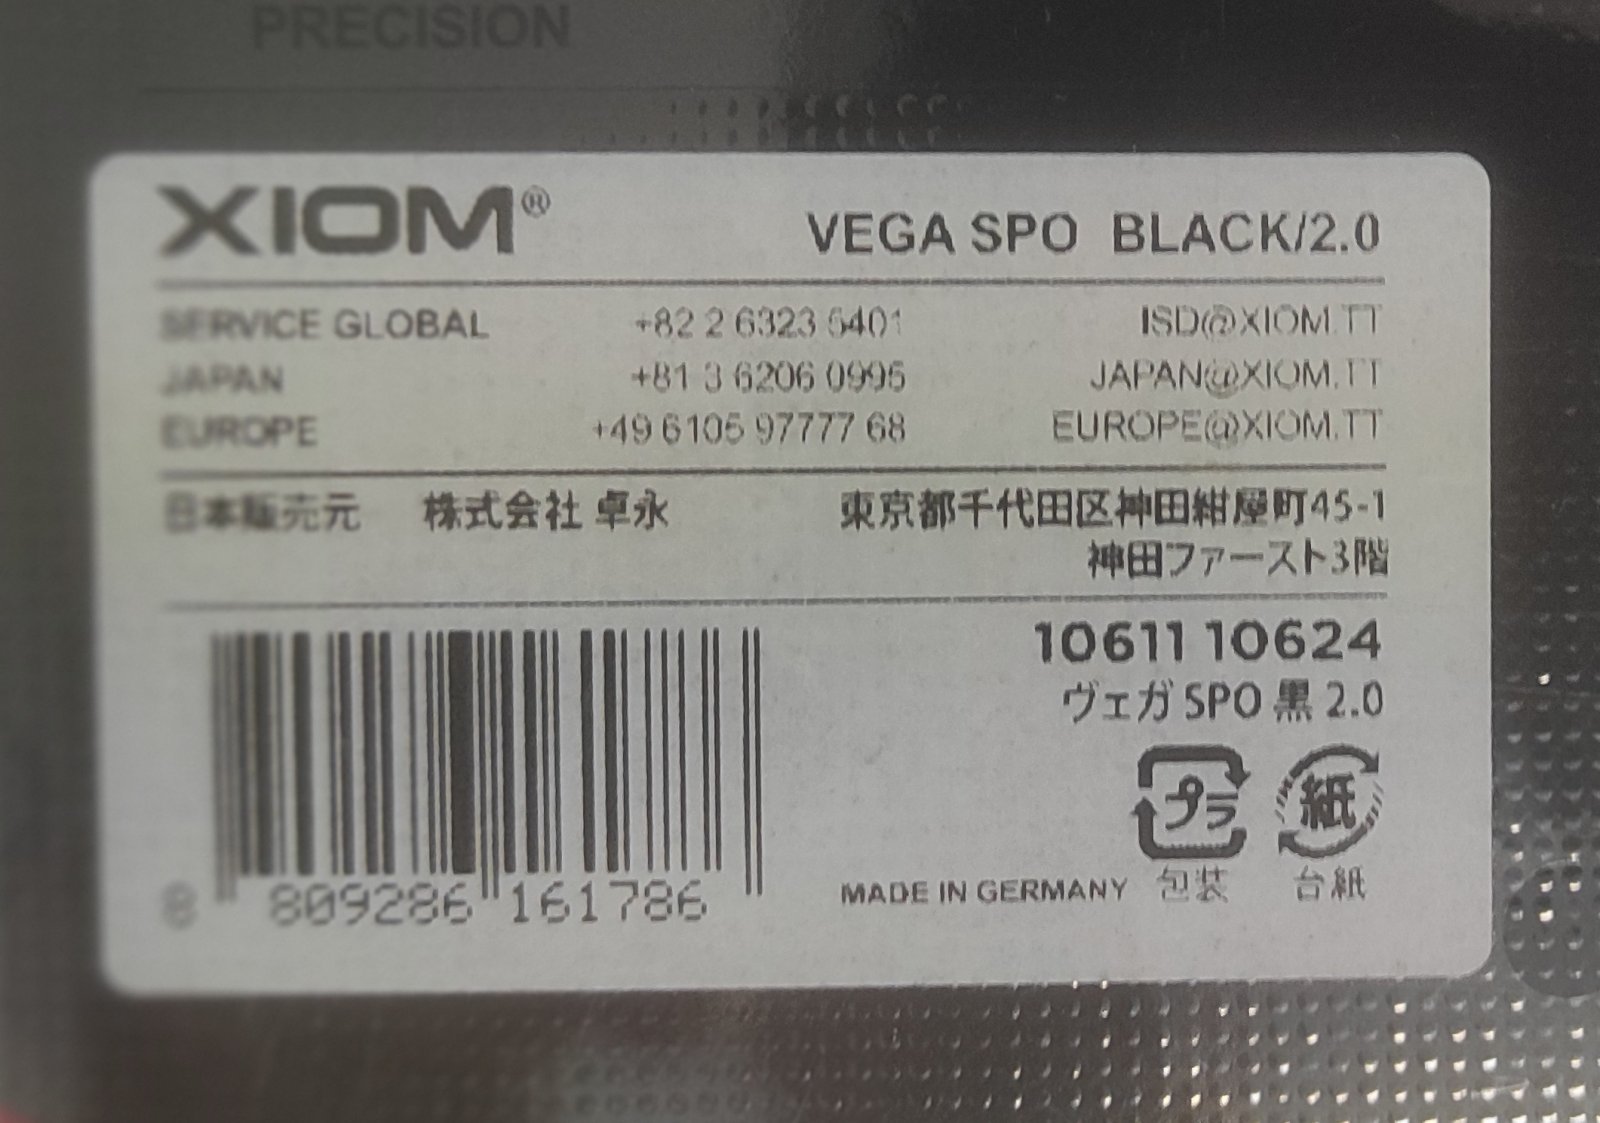 PRECISION
XIOM®
VEGA SPO BLACK/2.0
SERVICE GLOBAL +82 2 6323 6401 ISD@XIOM.TT
JAPAN +81 3 6206 0995 JAPAN@XIOM.TT
EUROPE +49 6105 97777 68 EUROPE@XIOM.TT
日本販売元 株式会社 卓永 東京都千代田区神田紺屋町45-1
神田ファースト3階
10611 10624
ヴェガ SPO 黒 2.0
プラ 紙
MADE IN GERMANY 包装 台紙
8 809286 161786